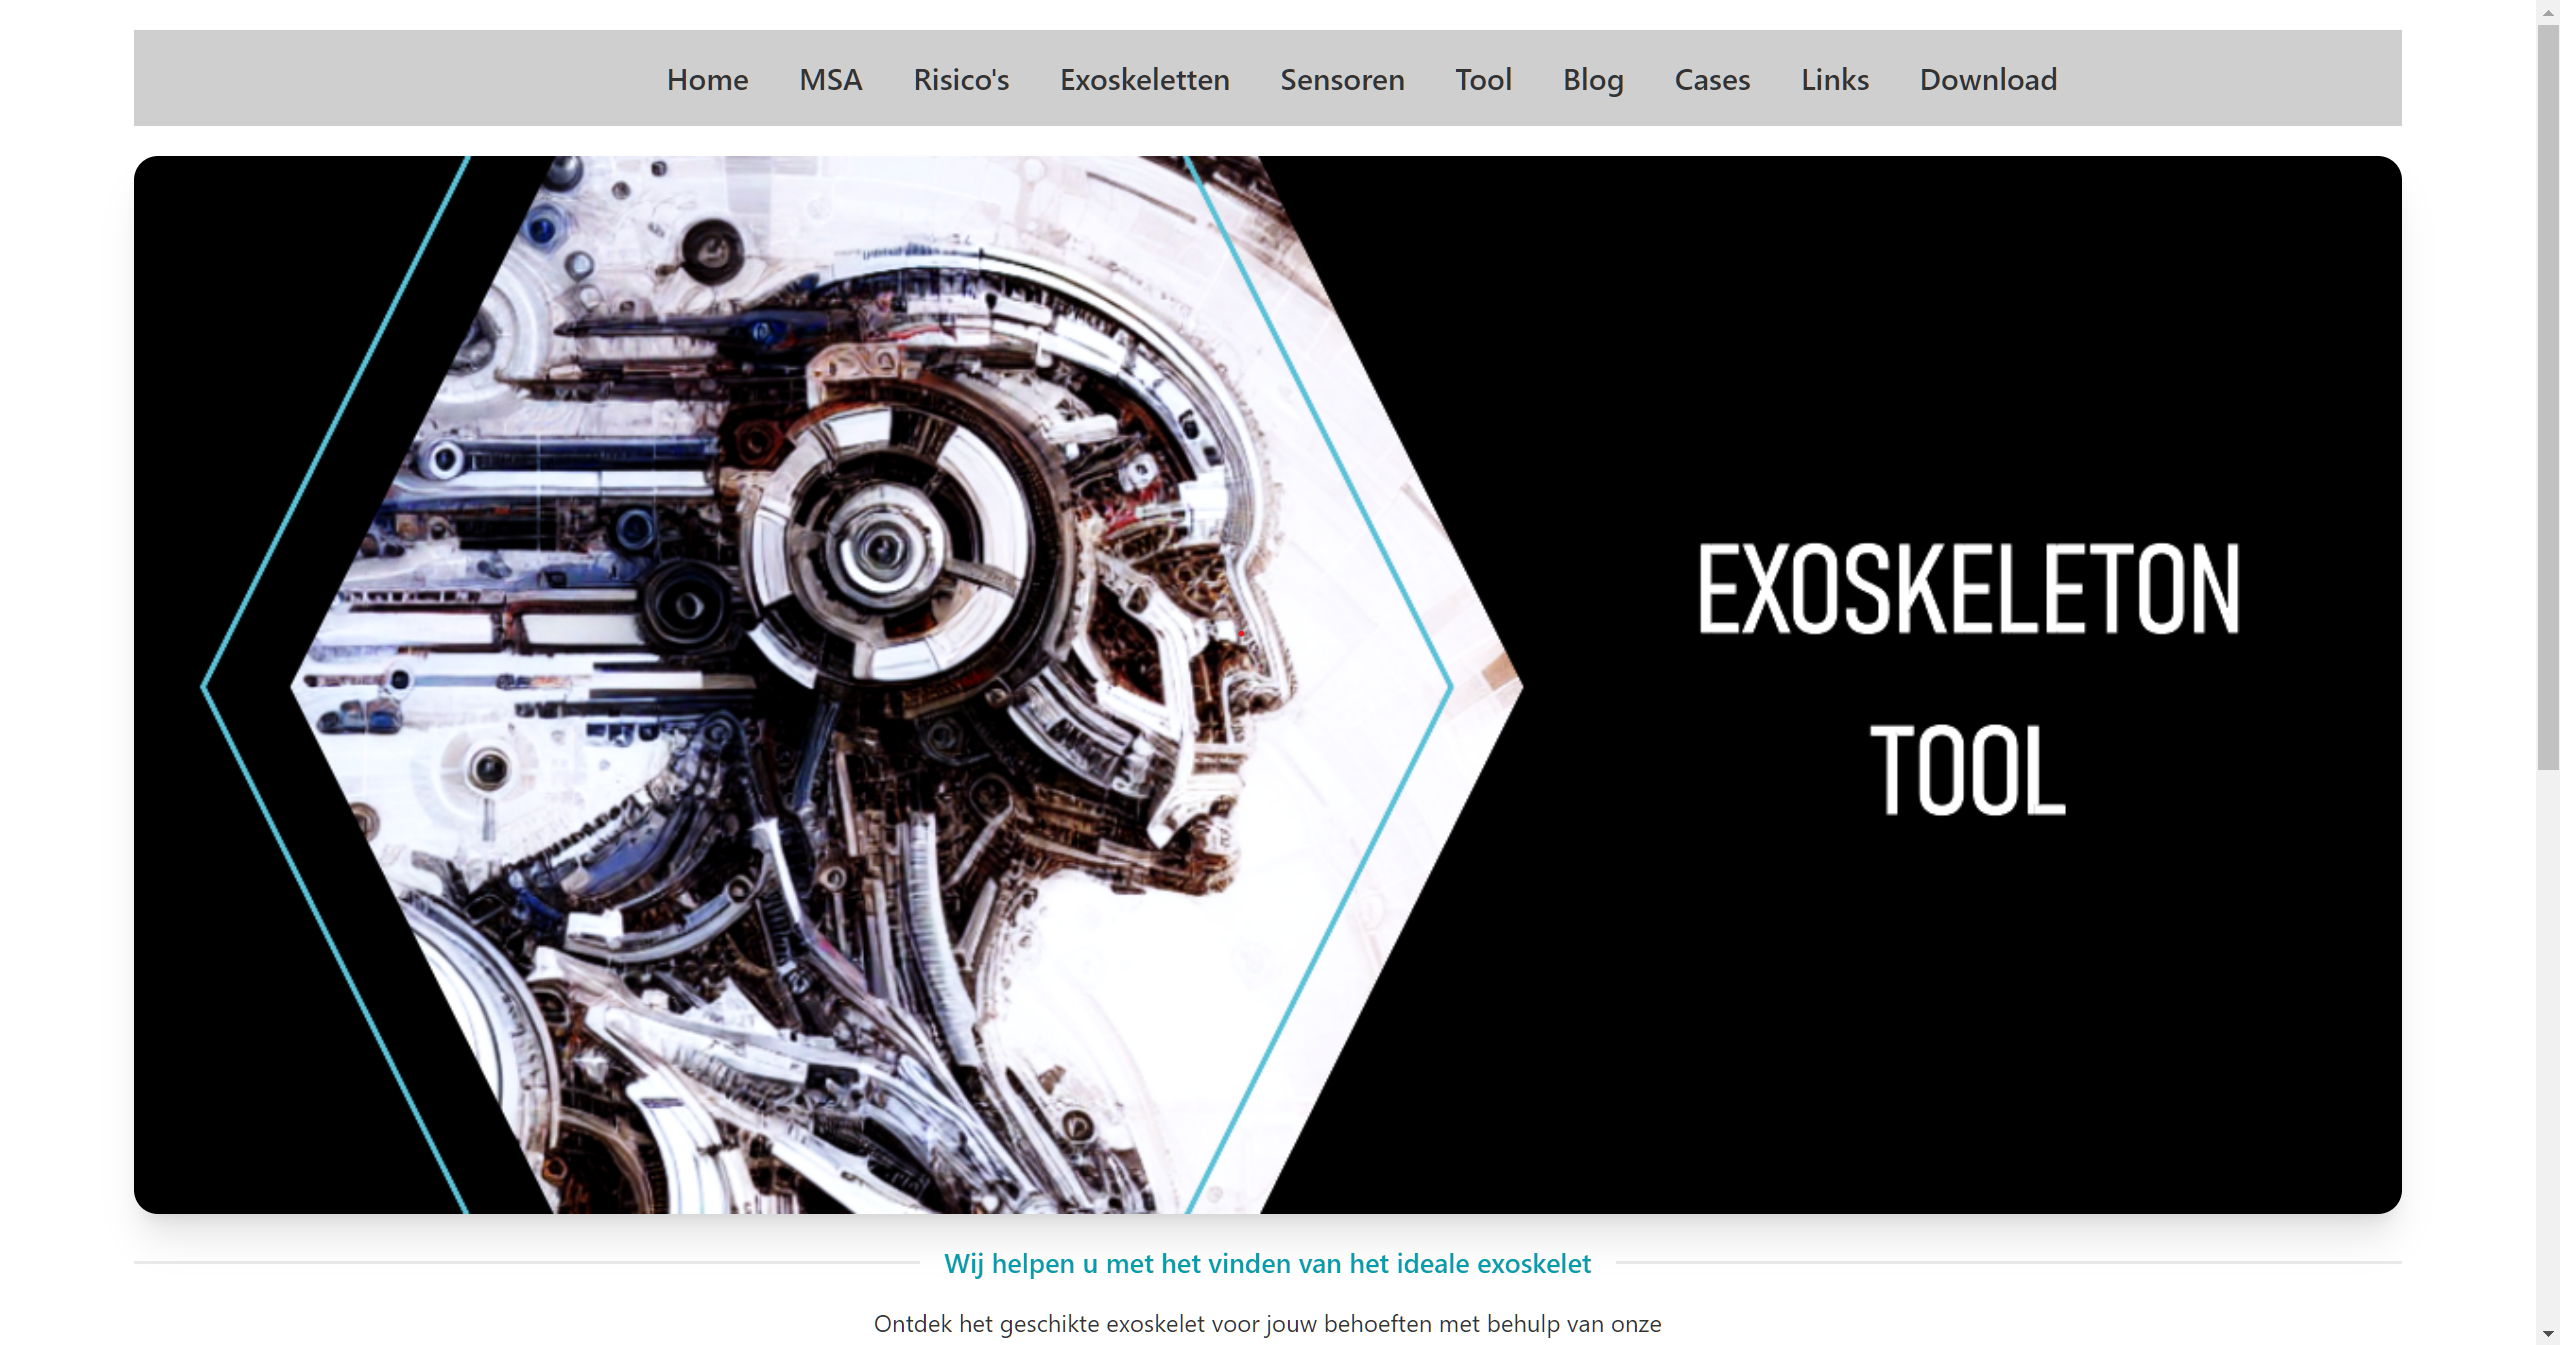 Home MSA Risico's Exoskeletten Sensoren Tool Blog Cases Links Download
EXOSKELETON
TOOL
Wij helpen u met het vinden van het ideale exoskelet
Ontdek het geschikte exoskelet voor jouw behoeften met behulp van onze